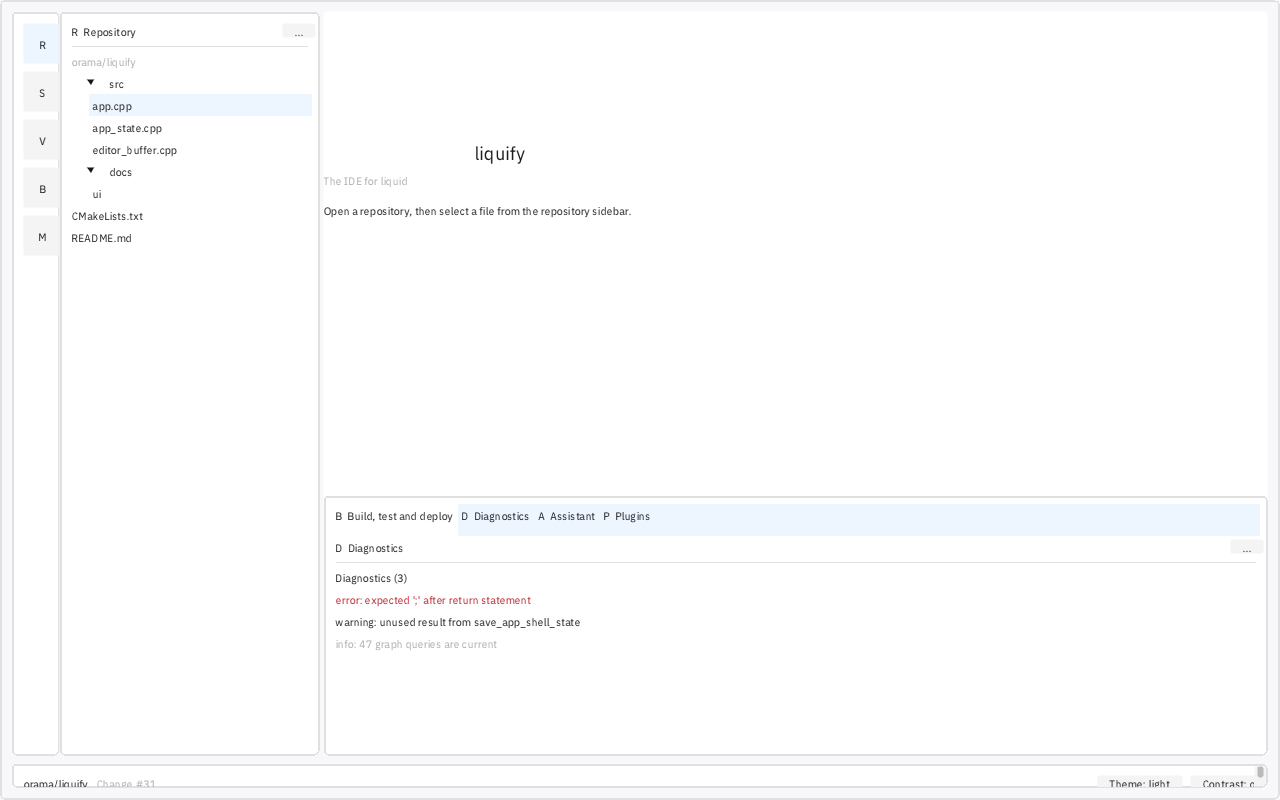 R
S
V
B
M
R Repository
...
orama/liquify
src
app.cpp
app_state.cpp
editor_buffer.cpp
docs
ui
CMakeLists.txt
README.md
liquify
The IDE for liquid
Open a repository, then select a file from the repository sidebar.
B Build, test and deploy D Diagnostics A Assistant P Plugins
D Diagnostics
...
Diagnostics (3)
error: expected ';' after return statement
warning: unused result from save_app_shell_state
info: 47 graph queries are current
orama/liquify Change #31
Theme: light
Contrast: